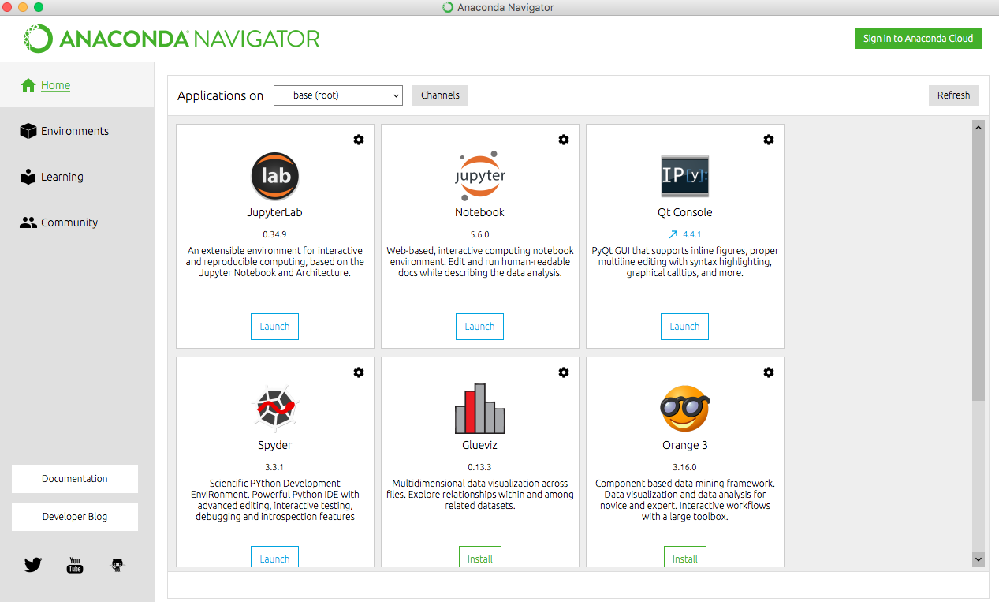 Anaconda Navigator
ANACONDA NAVIGATOR
Sign in to Anaconda Cloud
Home
Environments
Learning
Community
Documentation
Developer Blog
You
Tube
Applications on
base (root)
Channels
Refresh
lab
JupyterLab
0.34.9
An extensible environment for interactive
and reproducible computing, based on the
Jupyter Notebook and Architecture.
Launch
jupyter
Notebook
5.6.0
Web-based, interactive computing notebook
environment. Edit and run human-readable
docs while describing the data analysis.
Launch
IP[y]:
Qt Console
4.4.1
PyQt GUI that supports inline figures, proper
multiline editing with syntax highlighting,
graphical calltips, and more.
Launch
Spyder
3.3.1
Scientific PYthon Development
EnviRonment. Powerful Python IDE with
advanced editing, interactive testing,
debugging and introspection features
Launch
Glueviz
0.13.3
Multidimensional data visualization across
files. Explore relationships within and among
related datasets.
Install
Orange 3
3.16.0
Component based data mining framework.
Data visualization and data analysis for
novice and expert. Interactive workflows
with a large toolbox.
Install